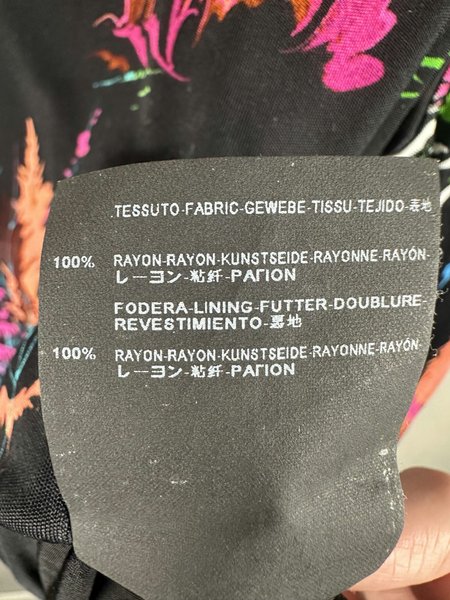 .TESSUTO-FABRIC-GEWEBE-TISSU-TEJIDO-表地
100% RAYON-RAYON-KUNSTSEIDE-RAYONNE-RAYÓN-
レーヨン-粘纤-РАГІОN
FODERA-LINING-FUTTER-DOUBLURE-
REVESTIMIENTO-裏地
100% RAYON-RAYON-KUNSTSEIDE-RAYONNE-RAYÓN-
レーヨン-粘纤-РАГІОN